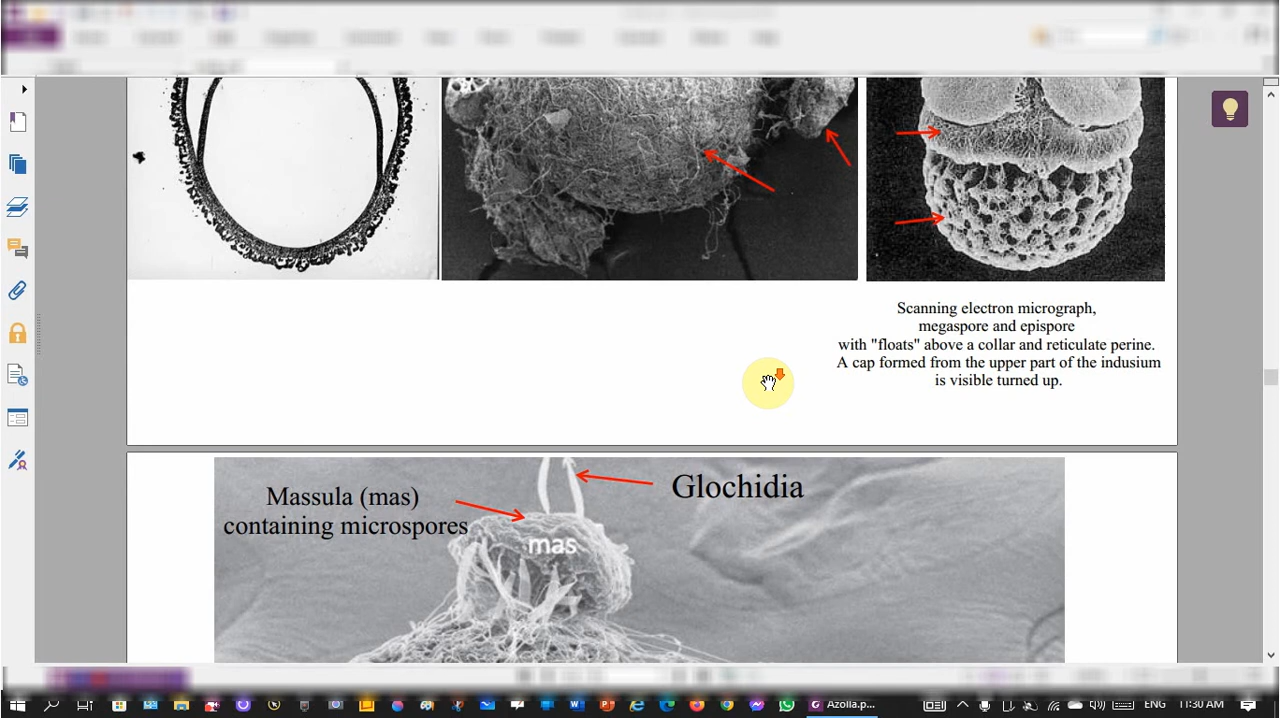 Scanning electron micrograph,
megaspore and epispore
with "floats" above a collar and reticulate perine.
A cap formed from the upper part of the indusium
is visible turned up.
Massula (mas)
containing microspores
Glochidia
mas
Azolla.p...
ENG
11:30 AM